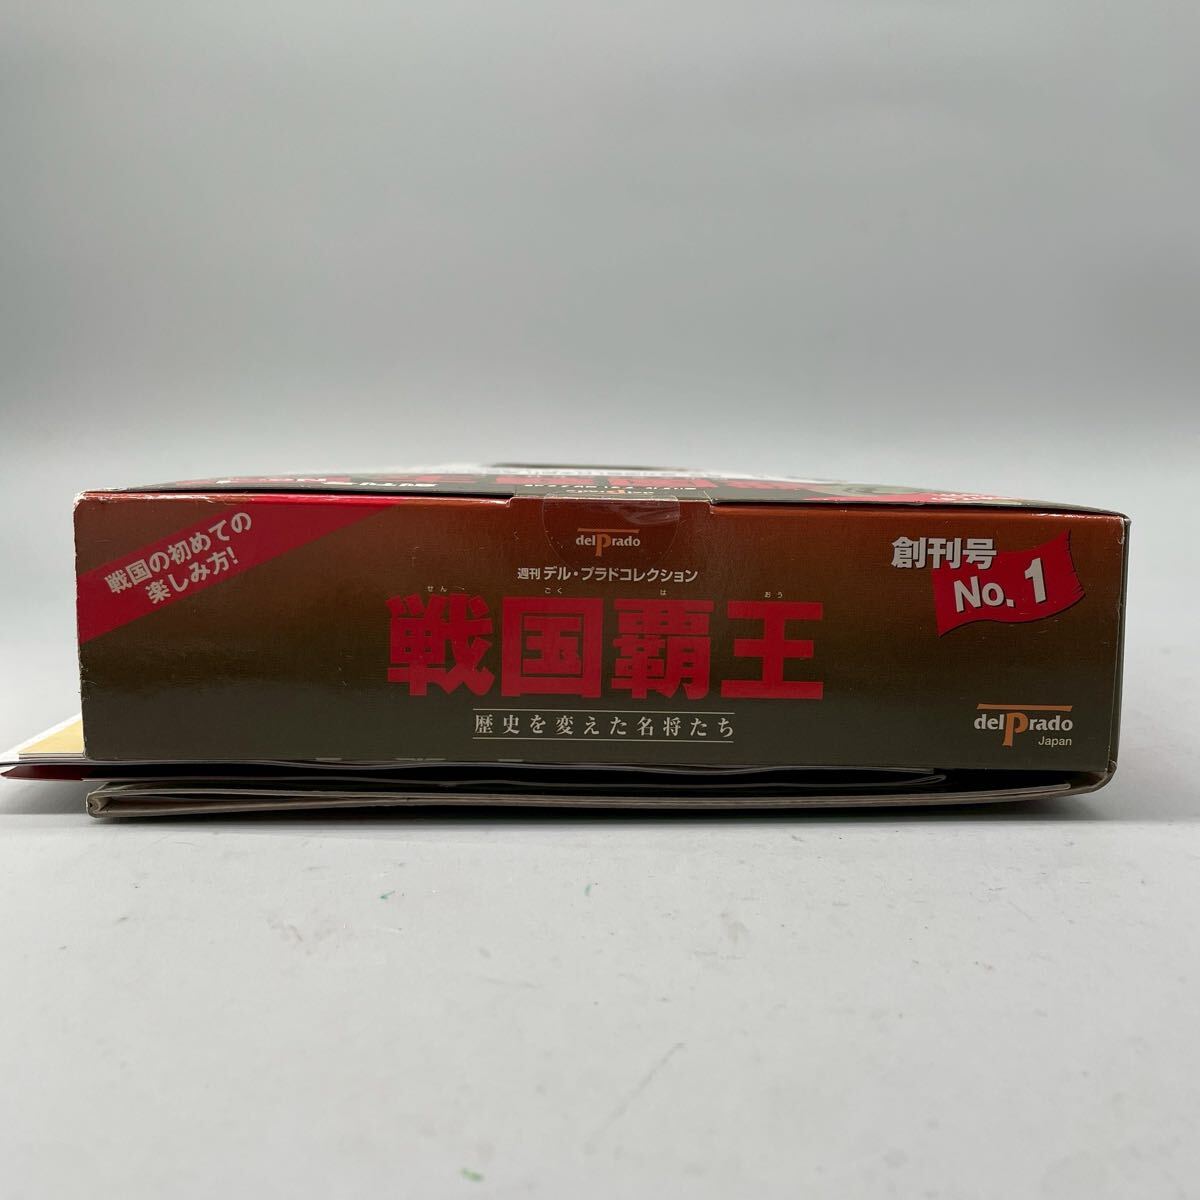 戦国の初めての
楽しみ方!
delprado
週刊 デル・プラドコレクション
せん ごく は おう
戦国覇王
歴史を変えた名将たち
創刊号
No. 1
delprado
Japan